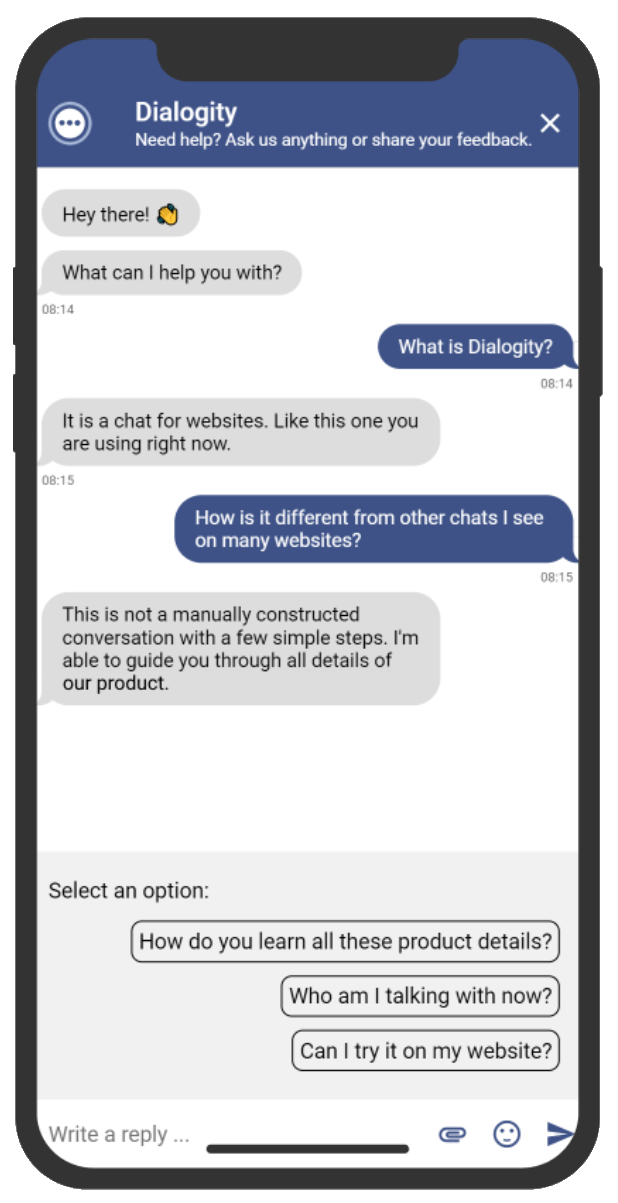 Dialogity
Need help? Ask us anything or share your feedback.
Hey there! 👏
What can I help you with?
08:14
What is Dialogity?
08:14
It is a chat for websites. Like this one you
are using right now.
08:15
How is it different from other chats I see
on many websites?
08:15
This is not a manually constructed
conversation with a few simple steps. I'm
able to guide you through all details of
our product.
Select an option:
How do you learn all these product details?
Who am I talking with now?
Can I try it on my website?
Write a reply ...